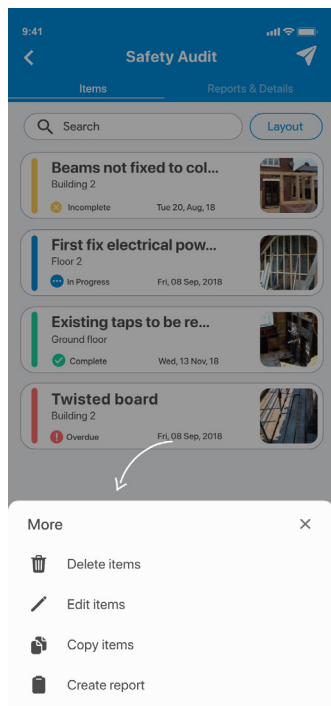 9:41
Safety Audit
Items Reports & Details
Search Layout
Beams not fixed to col...
Building 2
Incomplete Tue 20, Aug, 18
First fix electrical pow...
Floor 2
In Progress Fri, 08 Sep, 2018
Existing taps to be re...
Ground floor
Complete Wed, 13 Nov, 18
Twisted board
Building 2
Overdue Fri, 08 Sep, 2018
More
Delete items
Edit items
Copy items
Create report